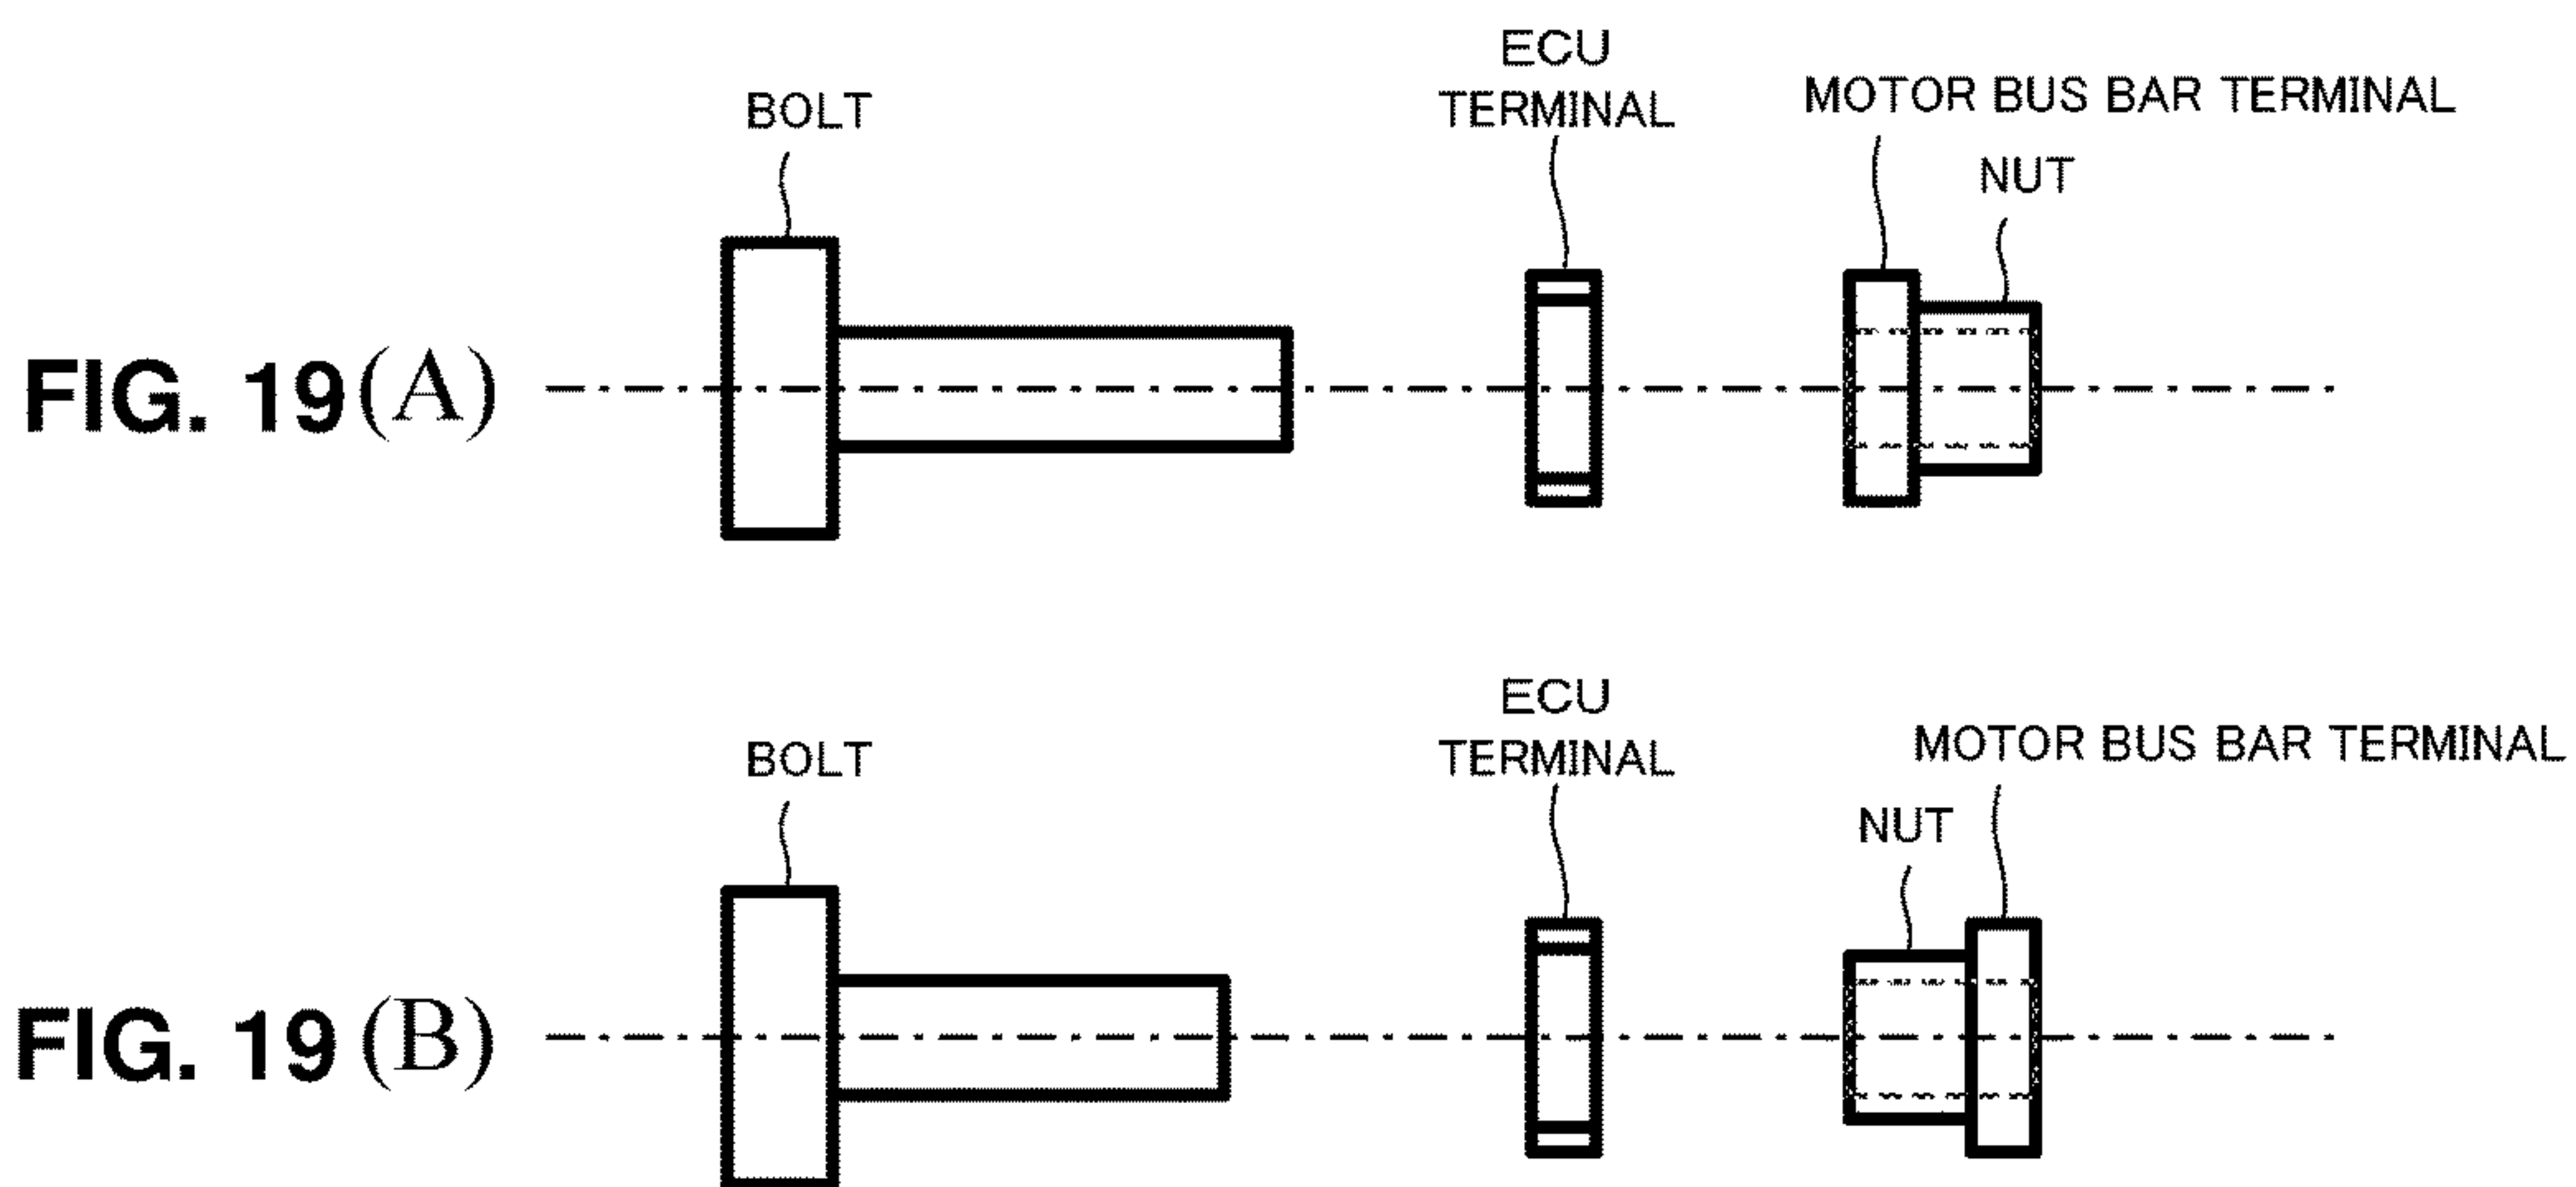 ECU
TERMINAL
BOLT
MOTOR BUS BAR TERMINAL
NUT
FIG. 19(A)
ECU
TERMINAL
BOLT
MOTOR BUS BAR TERMINAL
NUT
FIG. 19 (B)